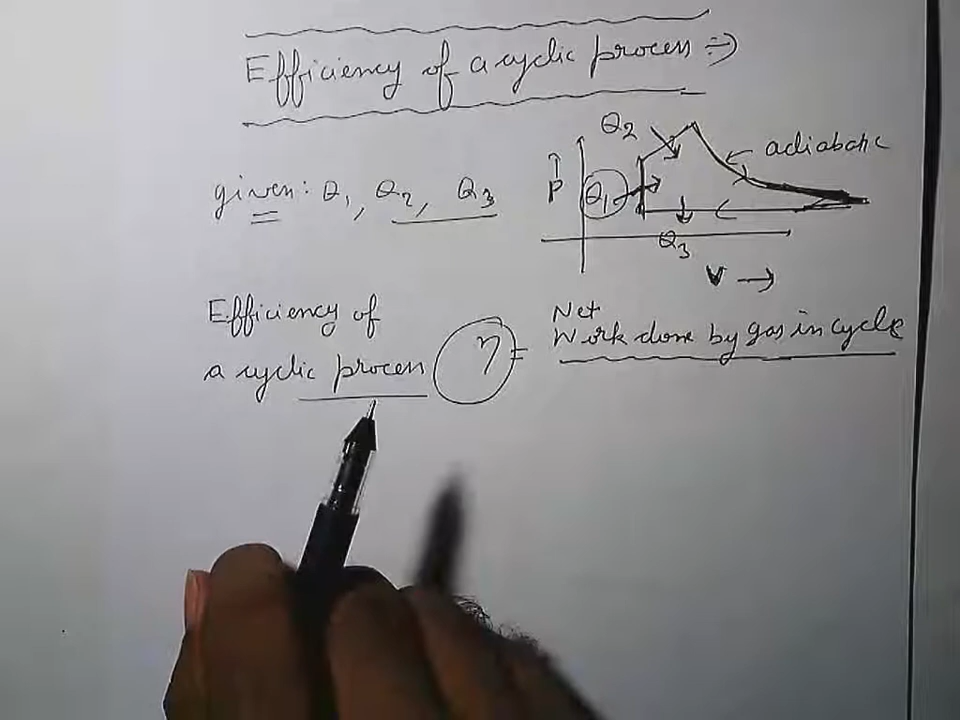 Efficiency of a cyclic process ⇒
given: Q1, Q2, Q3
Q2
adiabatic
P
Q1
Q3
V →
Efficiency of
a cyclic process η =
Net
Work done by gas in cycle